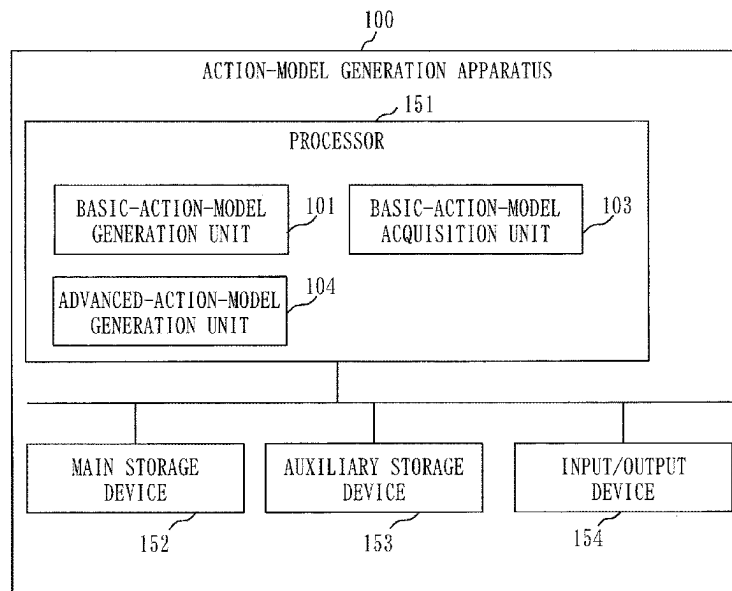 100
ACTION-MODEL GENERATION APPARATUS
151
PROCESSOR
BASIC-ACTION-MODEL
GENERATION UNIT
101
BASIC-ACTION-MODEL
ACQUISITION UNIT
103
ADVANCED-ACTION-MODEL
GENERATION UNIT
104
MAIN STORAGE
DEVICE
152
AUXILIARY STORAGE
DEVICE
153
INPUT/OUTPUT
DEVICE
154